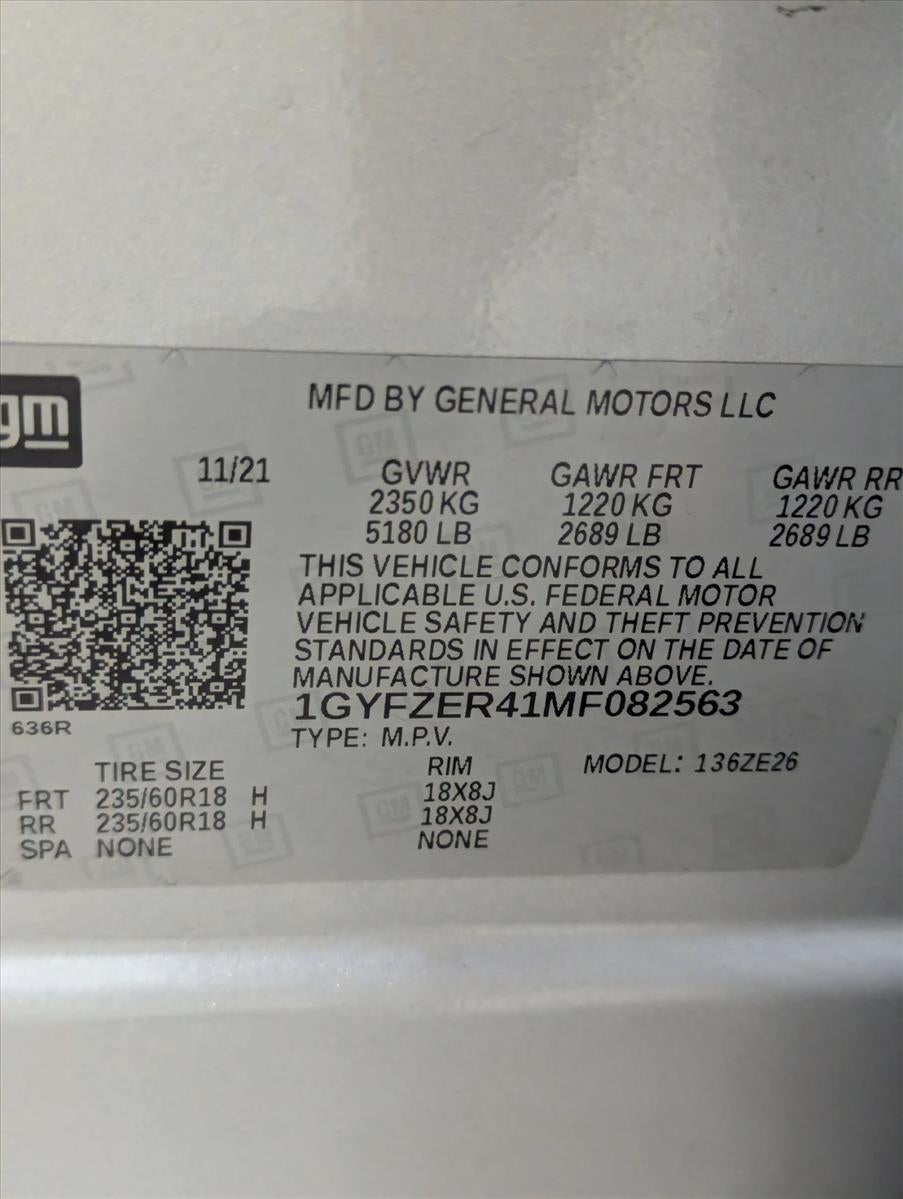 gm
MFD BY GENERAL MOTORS LLC
11/21 GVWR GAWR FRT GAWR RR
2350 KG 1220 KG 1220 KG
5180 LB 2689 LB 2689 LB
THIS VEHICLE CONFORMS TO ALL
APPLICABLE U.S. FEDERAL MOTOR
VEHICLE SAFETY AND THEFT PREVENTION
STANDARDS IN EFFECT ON THE DATE OF
MANUFACTURE SHOWN ABOVE.
1GYFZER41MF082563
636R
TYPE: M.P.V.
TIRE SIZE RIM MODEL: 136ZE26
FRT 235/60R18 H 18X8J
RR 235/60R18 H 18X8J
SPA NONE NONE